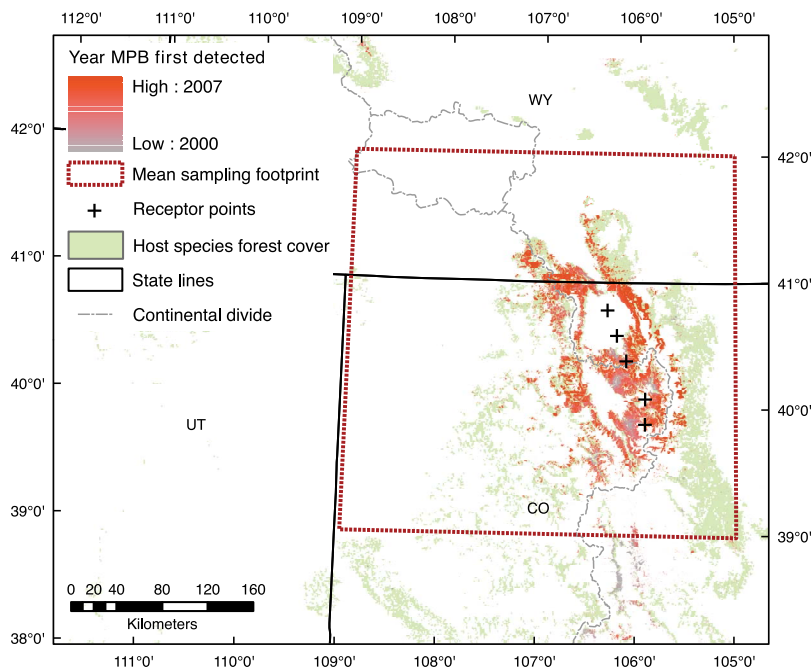 112°0' 111°0' 110°0' 109°0' 108°0' 107°0' 106°0' 105°0'
Year MPB first detected
High : 2007
Low : 2000
Mean sampling footprint
Receptor points
Host species forest cover
State lines
Continental divide
WY
UT
CO
42°0'
41°0'
40°0'
39°0'
38°0'
42°0'
41°0'
40°0'
39°0'
0 20 40 80 120 160
Kilometers
111°0' 110°0' 109°0' 108°0' 107°0' 106°0' 105°0'